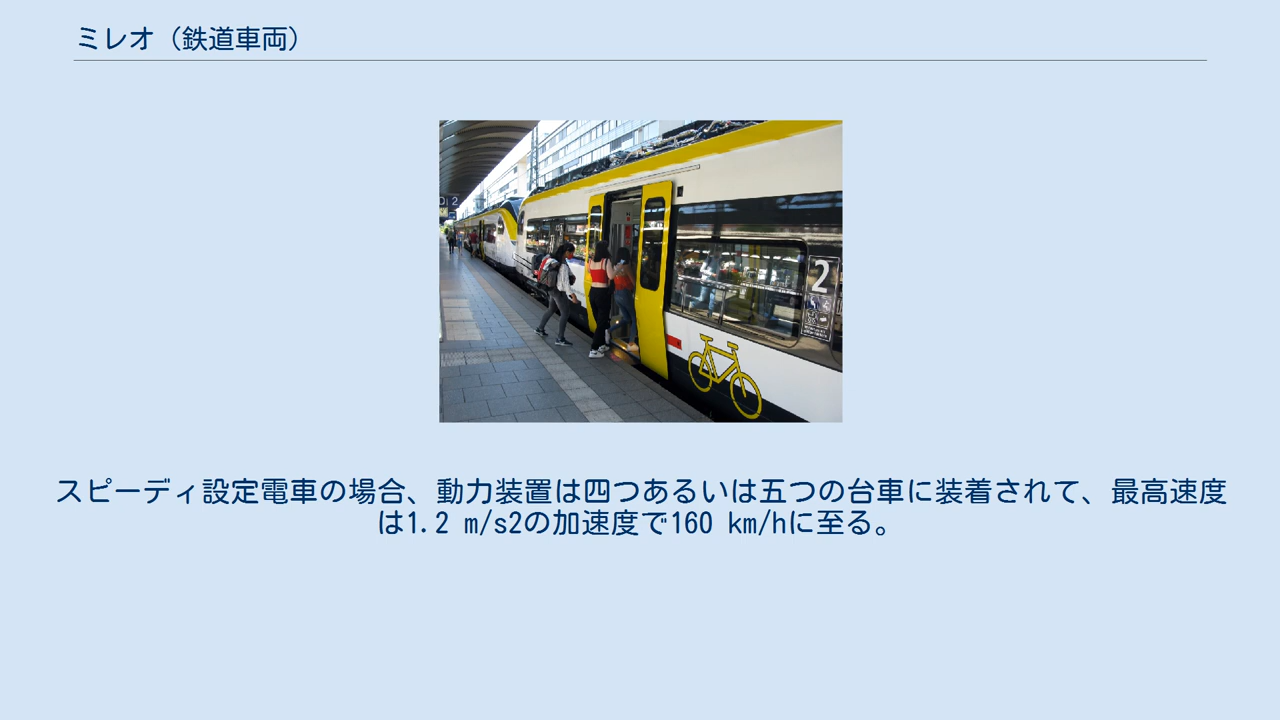 ミレオ（鉄道車両）
2
2
スピーディ設定電車の場合、動力装置は四つあるいは五つの台車に装着されて、最高速度
は1.2 m/s2の加速度で160 km/hに至る。